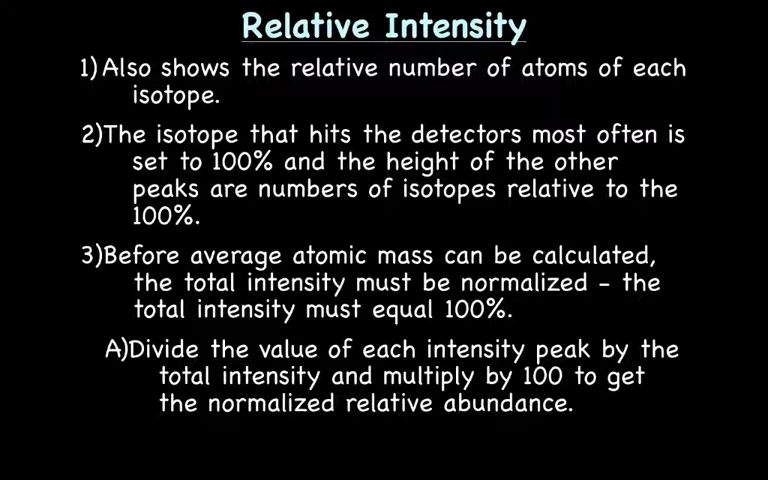 Relative Intensity
1) Also shows the relative number of atoms of each
isotope.
2)The isotope that hits the detectors most often is
set to 100% and the height of the other
peaks are numbers of isotopes relative to the
100%.
3)Before average atomic mass can be calculated,
the total intensity must be normalized – the
total intensity must equal 100%.
A)Divide the value of each intensity peak by the
total intensity and multiply by 100 to get
the normalized relative abundance.